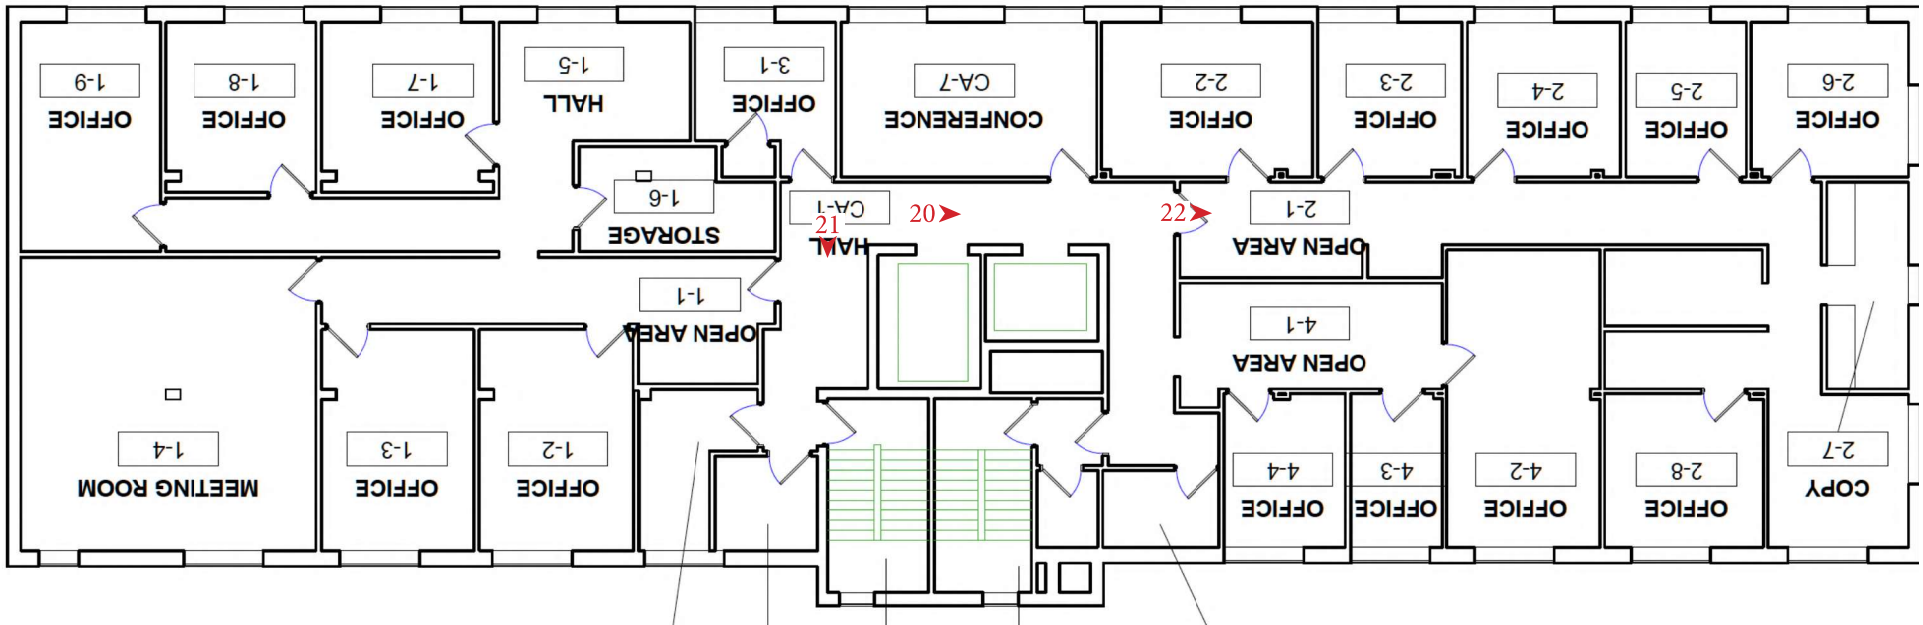 1-9
OFFICE
1-8
OFFICE
1-7
OFFICE
1-5
HALL
3-1
OFFICE
CA-7
CONFERENCE
2-2
OFFICE
2-3
OFFICE
2-4
OFFICE
2-5
OFFICE
2-6
OFFICE
1-6
STORAGE
CA-1
HALL
21
20
22
2-1
OPEN AREA
1-1
OPEN AREA
4-1
OPEN AREA
1-4
MEETING ROOM
1-3
OFFICE
1-2
OFFICE
4-4
OFFICE
4-3
OFFICE
4-2
OFFICE
2-8
OFFICE
2-7
COPY